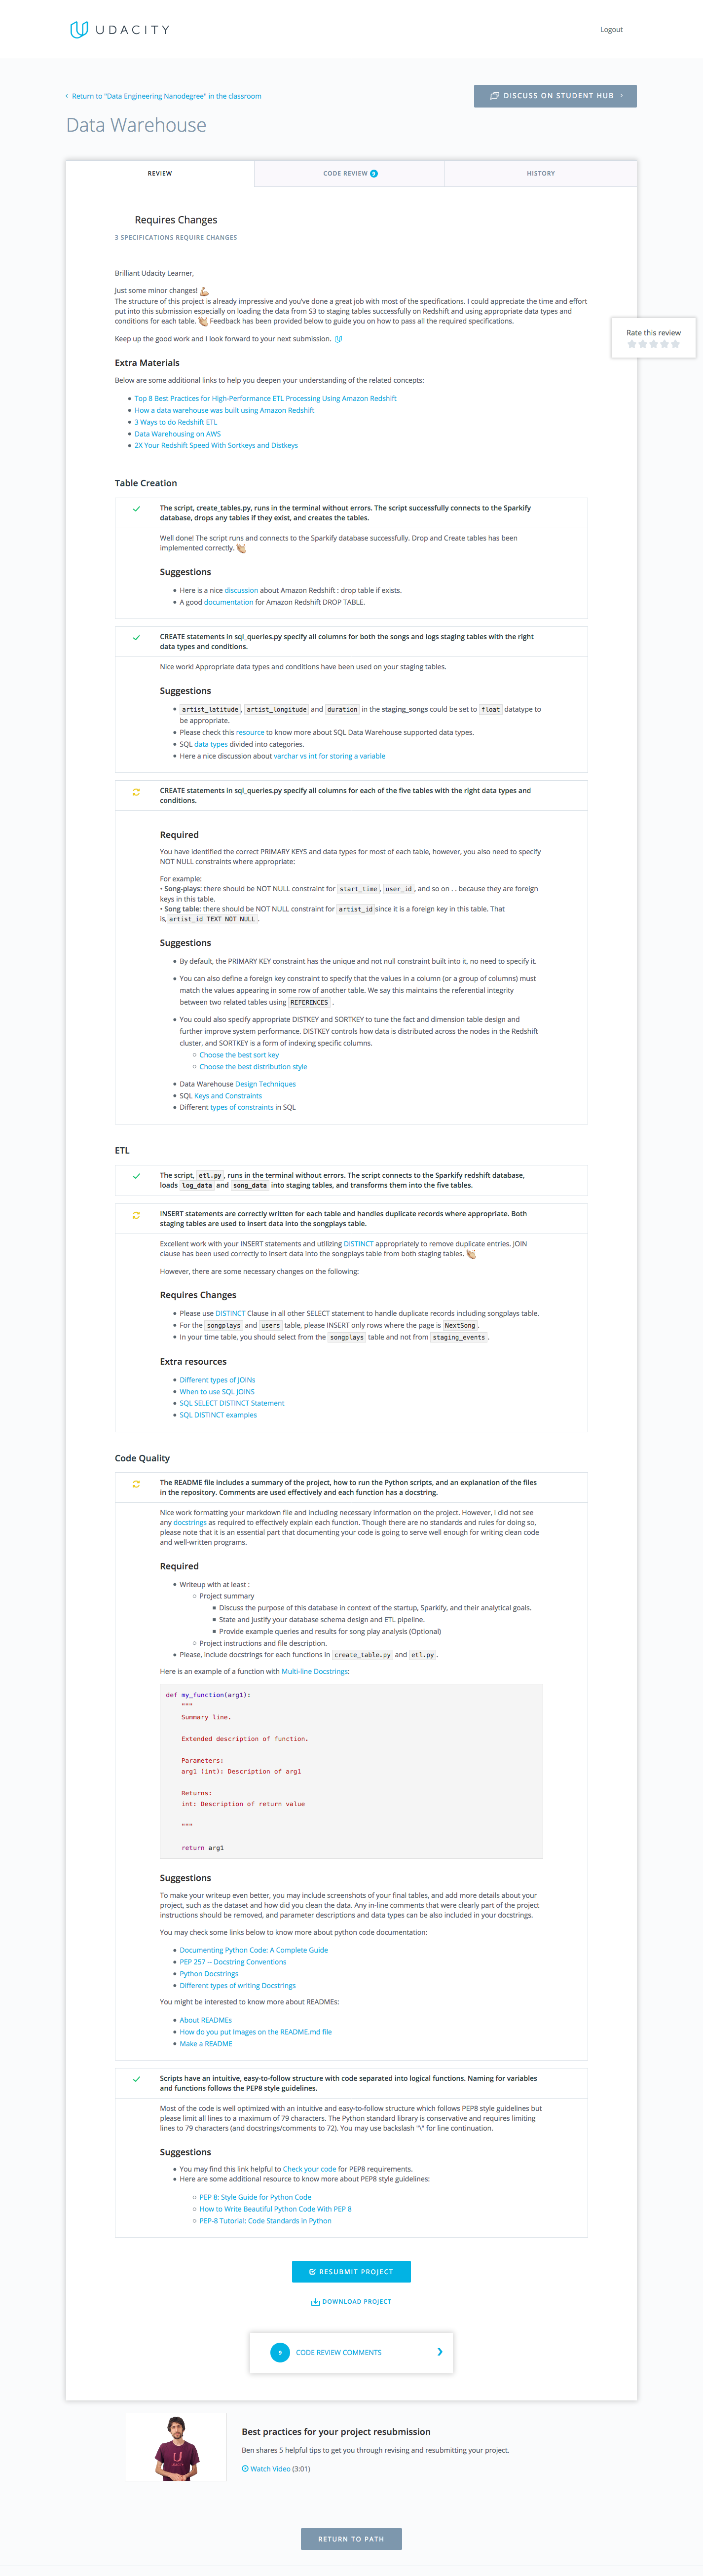 UDACITY
Logout
Return to "Data Engineering Nanodegree" in the classroom
DISCUSS ON STUDENT HUB
Data Warehouse
REVIEW
CODE REVIEW 9
HISTORY
Requires Changes
3 SPECIFICATIONS REQUIRE CHANGES
Brilliant Udacity Learner,
Just some minor changes! 💪
The structure of this project is already impressive and you've done a great job with most of the specifications. I could appreciate the time and effort
put into this submission especially on loading the data from S3 to staging tables successfully on Redshift and using appropriate data types and
conditions for each table. 👏 Feedback has been provided below to guide you on how to pass all the required specifications.
Rate this review
Keep up the good work and I look forward to your next submission.
Extra Materials
Below are some additional links to help you deepen your understanding of the related concepts:
• Top 8 Best Practices for High-Performance ETL Processing Using Amazon Redshift
• How a data warehouse was built using Amazon Redshift
• 3 Ways to do Redshift ETL
• Data Warehousing on AWS
• 2X Your Redshift Speed With Sortkeys and Distkeys
Table Creation
The script, create_tables.py, runs in the terminal without errors. The script successfully connects to the Sparkify
database, drops any tables if they exist, and creates the tables.
Well done! The script runs and connects to the Sparkify database successfully. Drop and Create tables has been
implemented correctly. 👏
Suggestions
• Here is a nice discussion about Amazon Redshift : drop table if exists.
• A good documentation for Amazon Redshift DROP TABLE.
CREATE statements in sql_queries.py specify all columns for both the songs and logs staging tables with the right
data types and conditions.
Nice work! Appropriate data types and conditions have been used on your staging tables.
Suggestions
• artist_latitude, artist_longitude and duration in the staging_songs could be set to float datatype to
be appropriate.
• Please check this resource to know more about SQL Data Warehouse supported data types.
• SQL data types divided into categories.
• Here a nice discussion about varchar vs int for storing a variable
CREATE statements in sql_queries.py specify all columns for each of the five tables with the right data types and
conditions.
Required
You have identified the correct PRIMARY KEYS and data types for most of each table, however, you also need to specify
NOT NULL constraints where appropriate:
For example:
• Song-plays: there should be NOT NULL constraint for start_time, user_id, and so on . . because they are foreign
keys in this table.
• Song table: there should be NOT NULL constraint for artist_id since it is a foreign key in this table. That
is, artist_id TEXT NOT NULL.
Suggestions
• By default, the PRIMARY KEY constraint has the unique and not null constraint built into it, no need to specify it.
• You can also define a foreign key constraint to specify that the values in a column (or a group of columns) must
match the values appearing in some row of another table. We say this maintains the referential integrity
between two related tables using REFERENCES .
• You could also specify appropriate DISTKEY and SORTKEY to tune the fact and dimension table design and
further improve system performance. DISTKEY controls how data is distributed across the nodes in the Redshift
cluster, and SORTKEY is a form of indexing specific columns.
○ Choose the best sort key
○ Choose the best distribution style
• Data Warehouse Design Techniques
• SQL Keys and Constraints
• Different types of constraints in SQL
ETL
The script, etl.py, runs in the terminal without errors. The script connects to the Sparkify redshift database,
loads log_data and song_data into staging tables, and transforms them into the five tables.
INSERT statements are correctly written for each table and handles duplicate records where appropriate. Both
staging tables are used to insert data into the songplays table.
Excellent work with your INSERT statements and utilizing DISTINCT appropriately to remove duplicate entries. JOIN
clause has been used correctly to insert data into the songplays table from both staging tables. 👏
However, there are some necessary changes on the following:
Requires Changes
• Please use DISTINCT Clause in all other SELECT statement to handle duplicate records including songplays table.
• For the songplays and users table, please INSERT only rows where the page is NextSong.
• In your time table, you should select from the songplays table and not from staging_events.
Extra resources
• Different types of JOINs
• When to use SQL JOINS
• SQL SELECT DISTINCT Statement
• SQL DISTINCT examples
Code Quality
The README file includes a summary of the project, how to run the Python scripts, and an explanation of the files
in the repository. Comments are used effectively and each function has a docstring.
Nice work formatting your markdown file and including necessary information on the project. However, I did not see
any docstrings as required to effectively explain each function. Though there are no standards and rules for doing so,
please note that it is an essential part that documenting your code is going to serve well enough for writing clean code
and well-written programs.
Required
• Writeup with at least :
○ Project summary
■ Discuss the purpose of this database in context of the startup, Sparkify, and their analytical goals.
■ State and justify your database schema design and ETL pipeline.
■ Provide example queries and results for song play analysis (Optional)
○ Project instructions and file description.
• Please, include docstrings for each functions in create_table.py and etl.py.
Here is an example of a function with Multi-line Docstrings:
def my_function(arg1):
"""
Summary line.
Extended description of function.
Parameters:
arg1 (int): Description of arg1
Returns:
int: Description of return value
"""
return arg1
Suggestions
To make your writeup even better, you may include screenshots of your final tables, and add more details about your
project, such as the dataset and how did you clean the data. Any in-line comments that were clearly part of the project
instructions should be removed, and parameter descriptions and data types can be also included in your docstrings.
You may check some links below to know more about python code documentation:
• Documenting Python Code: A Complete Guide
• PEP 257 -- Docstring Conventions
• Python Docstrings
• Different types of writing Docstrings
You might be interested to know more about READMEs:
• About READMEs
• How do you put Images on the README.md file
• Make a README
Scripts have an intuitive, easy-to-follow structure with code separated into logical functions. Naming for variables
and functions follows the PEP8 style guidelines.
Most of the code is well optimized with an intuitive and easy-to-follow structure which follows PEP8 style guidelines but
please limit all lines to a maximum of 79 characters. The Python standard library is conservative and requires limiting
lines to 79 characters (and docstrings/comments to 72). You may use backslash "\" for line continuation.
Suggestions
• You may find this link helpful to Check your code for PEP8 requirements.
• Here are some additional resource to know more about PEP8 style guidelines:
○ PEP 8: Style Guide for Python Code
○ How to Write Beautiful Python Code With PEP 8
○ PEP-8 Tutorial: Code Standards in Python
RESUBMIT PROJECT
DOWNLOAD PROJECT
9 CODE REVIEW COMMENTS
Best practices for your project resubmission
Ben shares 5 helpful tips to get you through revising and resubmitting your project.
Watch Video (3:01)
RETURN TO PATH